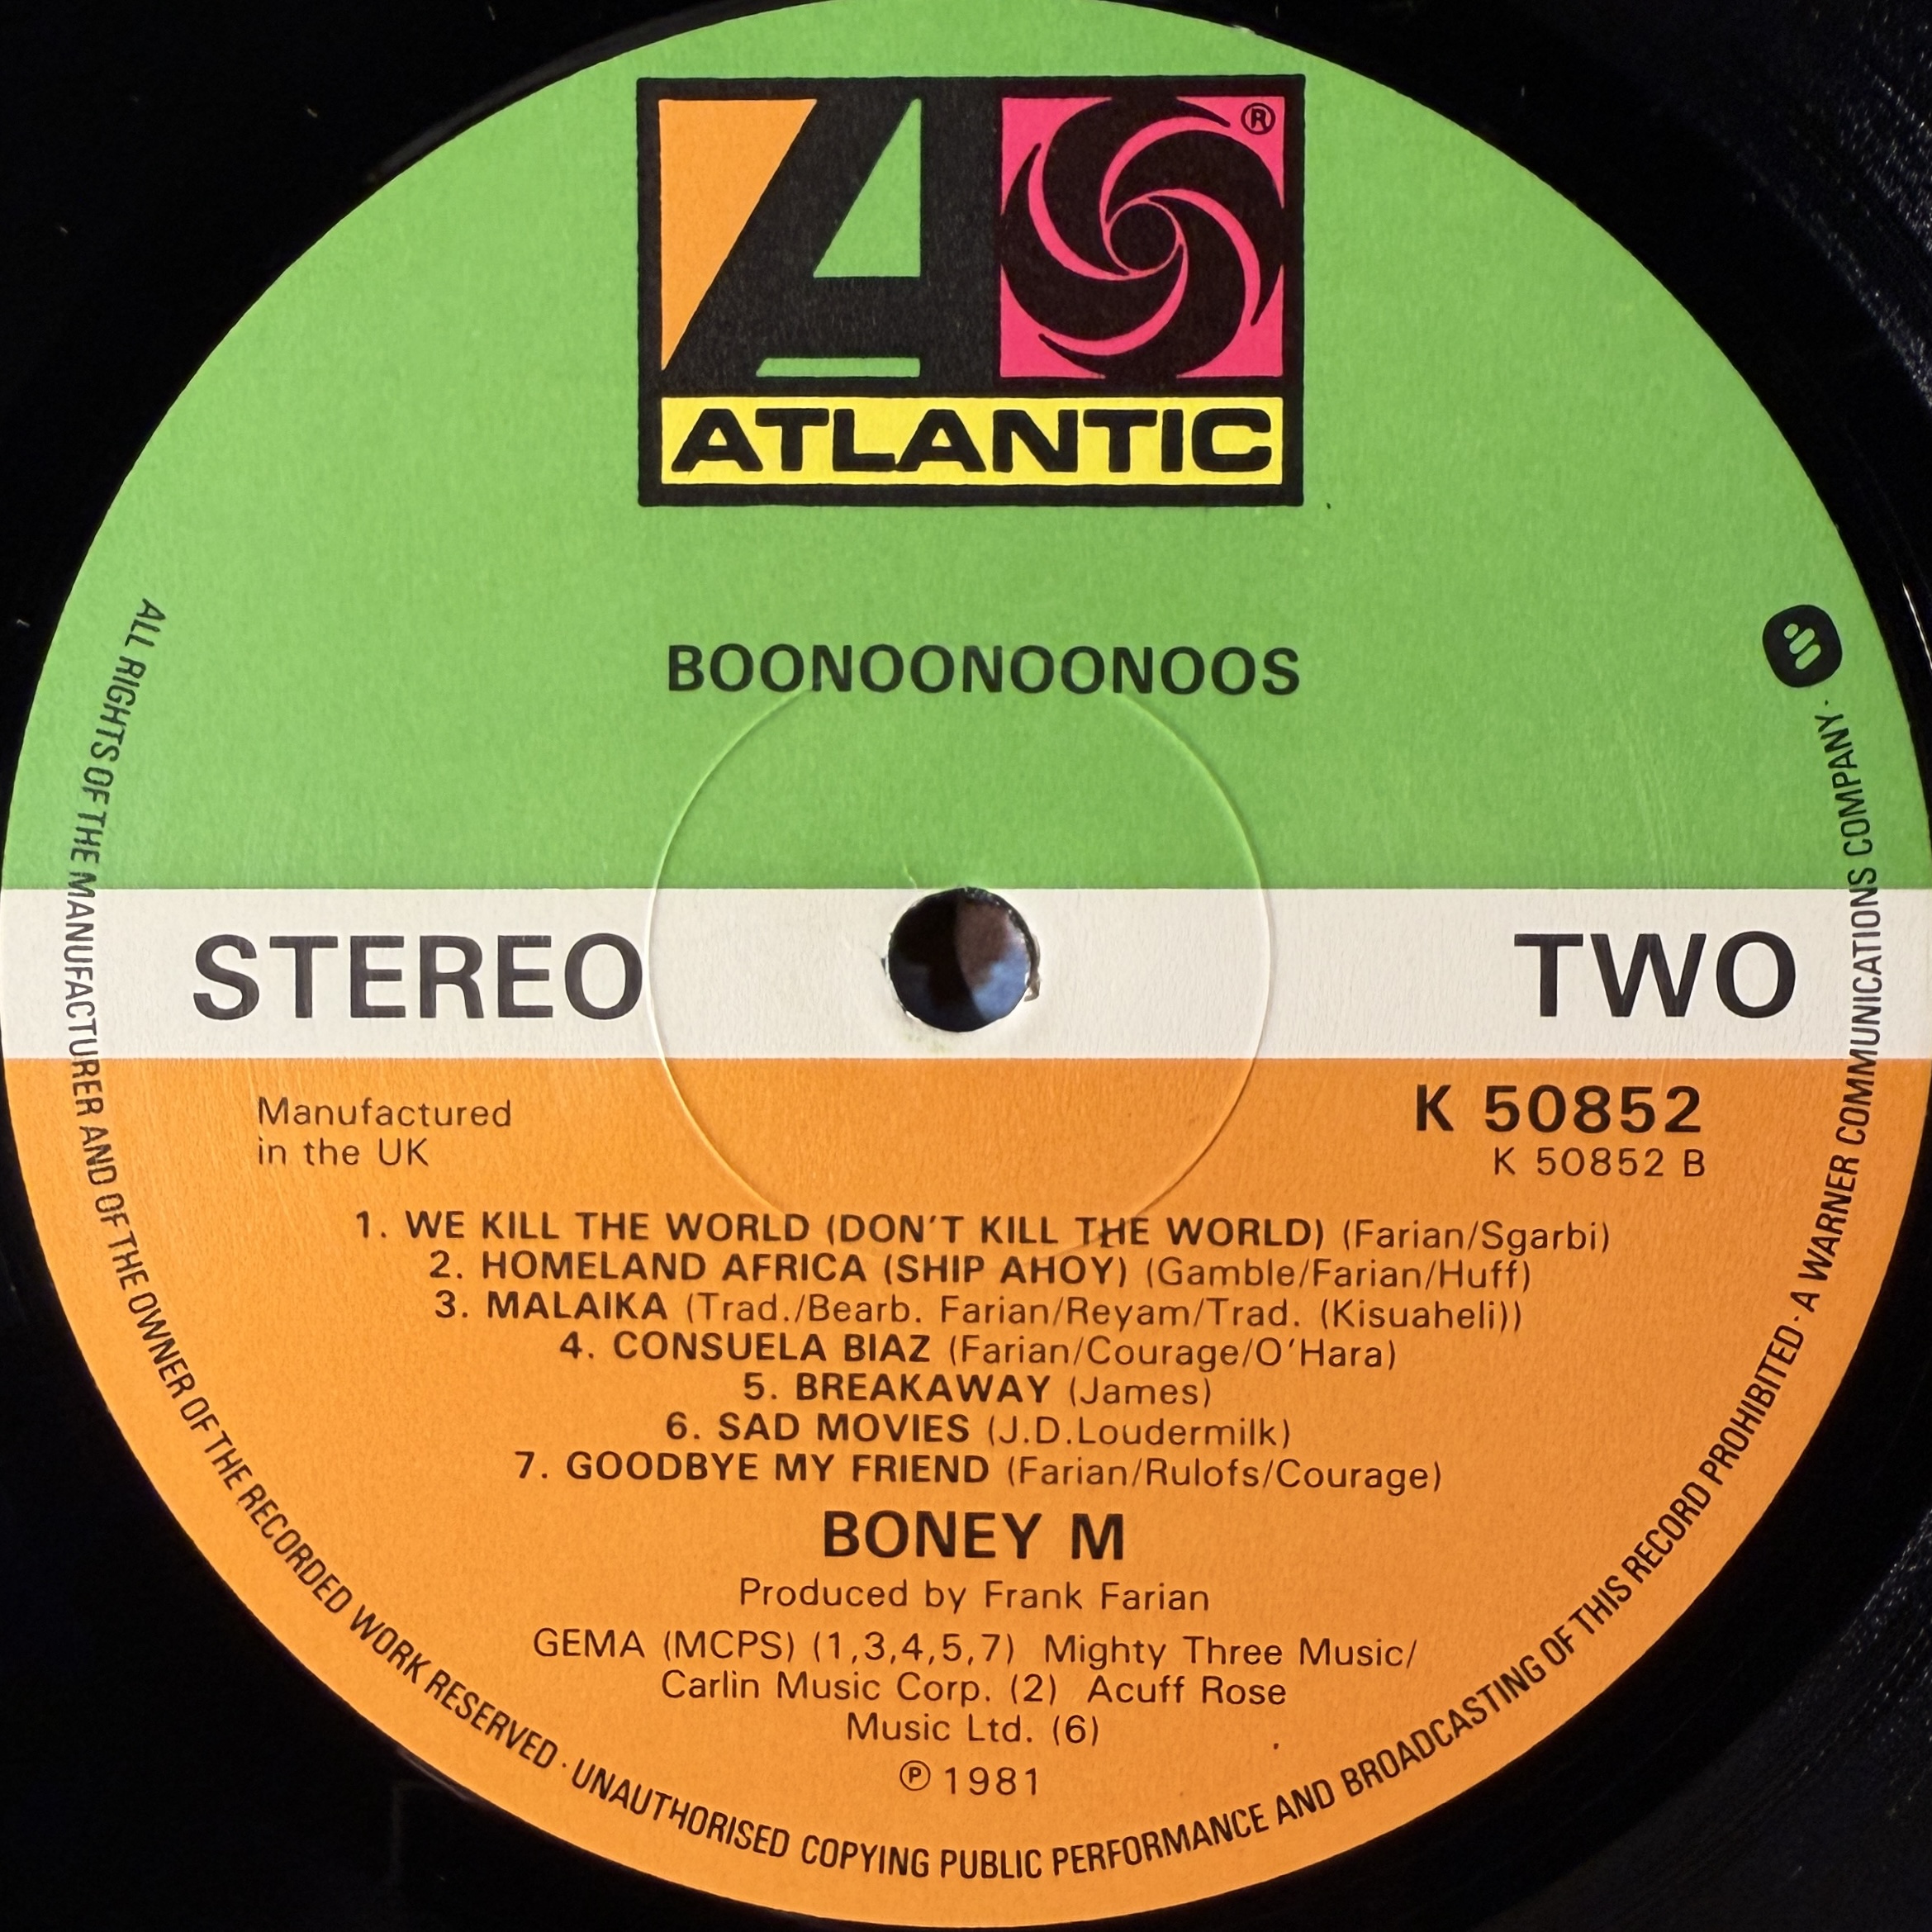 ®
ATLANTIC
BOONOONOONOOS
STEREO
TWO
Manufactured
in the UK
K 50852
K 50852 B
1. WE KILL THE WORLD (DON'T KILL THE WORLD) (Farian/Sgarbi)
2. HOMELAND AFRICA (SHIP AHOY) (Gamble/Farian/Huff)
3. MALAIKA (Trad./Bearb. Farian/Reyam/Trad. (Kisuaheli))
4. CONSUELA BIAZ (Farian/Courage/O'Hara)
5. BREAKAWAY (James)
6. SAD MOVIES (J.D.Loudermilk)
7. GOODBYE MY FRIEND (Farian/Rulofs/Courage)
BONEY M
Produced by Frank Farian
GEMA (MCPS) (1,3,4,5,7) Mighty Three Music/
Carlin Music Corp. (2) Acuff Rose
Music Ltd. (6)
℗ 1981
ALL RIGHTS OF THE MANUFACTURER AND OF THE OWNER OF THE RECORDED WORK RESERVED · UNAUTHORISED COPYING PUBLIC PERFORMANCE AND BROADCASTING OF THIS RECORD PROHIBITED · A WARNER COMMUNICATIONS COMPANY ·